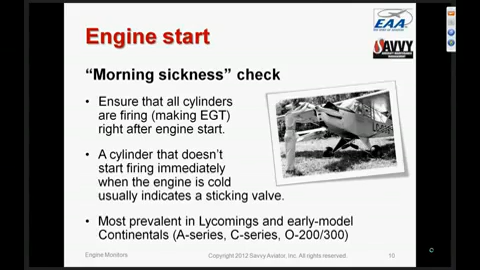 Engine start
EAA
SAVVY
"Morning sickness" check
• Ensure that all cylinders
are firing (making EGT)
right after engine start.
• A cylinder that doesn't
start firing immediately
when the engine is cold
usually indicates a sticking valve.
• Most prevalent in Lycomings and early-model
Continentals (A-series, C-series, O-200/300)
Engine Monitors
Copyright 2012 Savvy Aviator, Inc. All rights reserved.
10